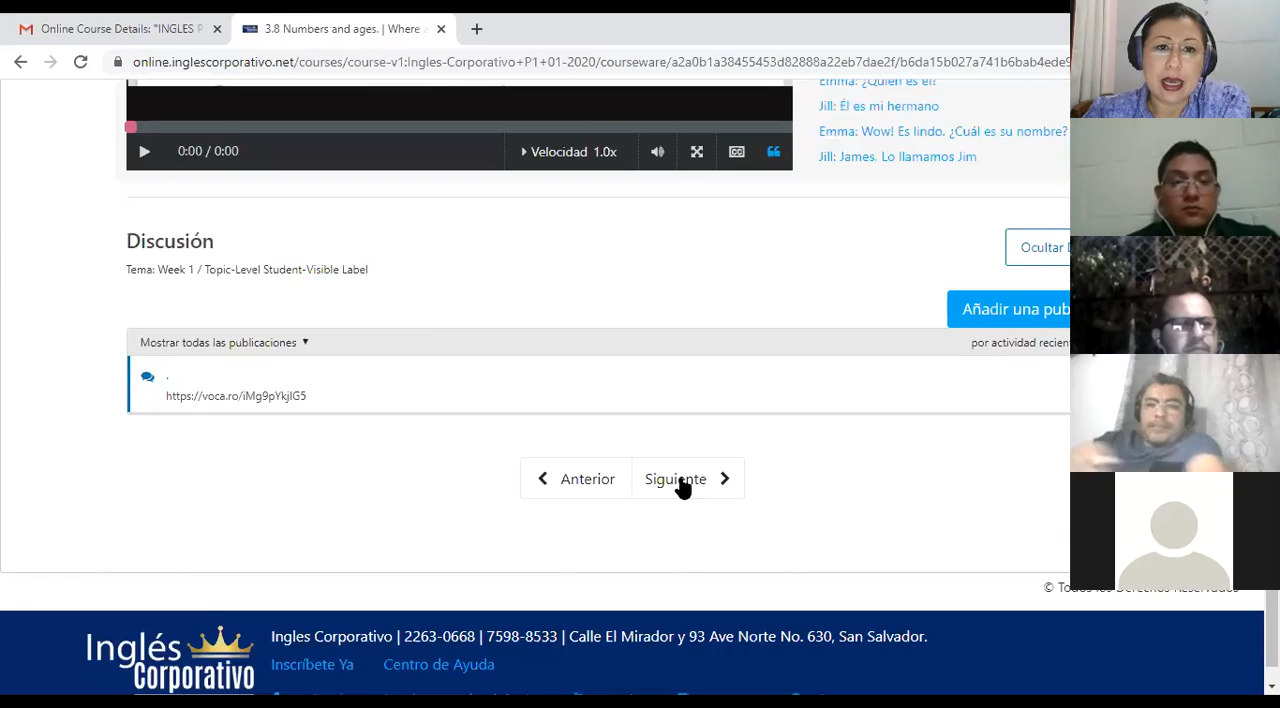 Online Course Details: "INGLES P
3.8 Numbers and ages. | Where
online.inglescorporativo.net/courses/course-v1:Ingles-Corporativo+P1+01-2020/courseware/a2a0b1a38455453d82888a22eb7dae2f/b6da15b027a741b6bab4ede9
Emma: ¿Quién es él?
Jill: Él es mi hermano
Emma: Wow! Es lindo. ¿Cuál es su nombre?
Jill: James, Lo llamamos Jim
0:00 / 0:00
Velocidad 1.0x
Discusión
Ocultar
Tema: Week 1 / Topic-Level Student-Visible Label
Añadir una pub
Mostrar todas las publicaciones
por actividad recien
.
https://voca.ro/iMg9pYkjIG5
Anterior
Siguiente
Inglés Corporativo
Ingles Corporativo | 2263-0668 | 7598-8533 | Calle El Mirador y 93 Ave Norte No. 630, San Salvador.
Inscríbete Ya
Centro de Ayuda